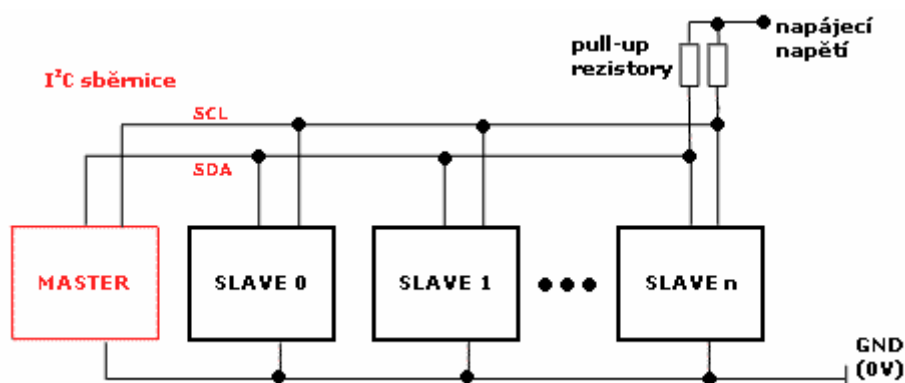 napájecí
napětí
pull-up
rezistory
I²C sběrnice
SCL
SDA
MASTER
SLAVE 0
SLAVE 1
SLAVE n
GND
(0V)